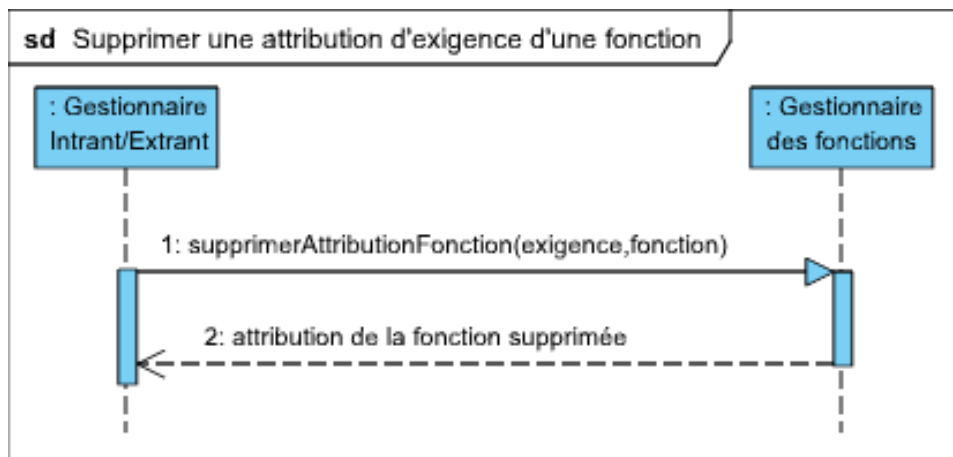 sd Supprimer une attribution d'exigence d'une fonction
: Gestionnaire
Intrant/Extrant
: Gestionnaire
des fonctions
1: supprimerAttributionFonction(exigence,fonction)
2: attribution de la fonction supprimée